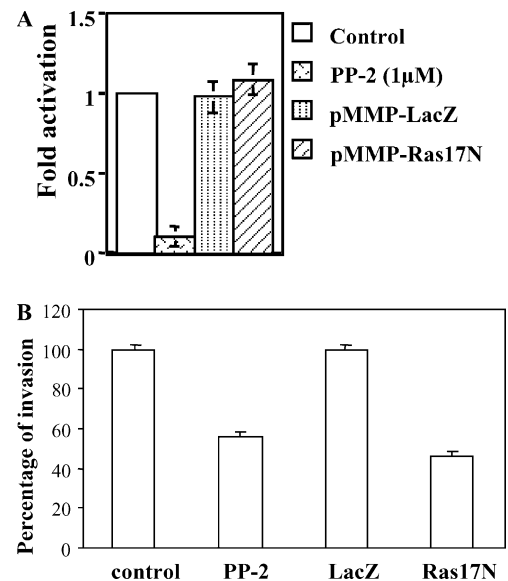 A
Fold activation
1.5
1
0.5
0
Control
PP-2 (1µM)
pMMP-LacZ
pMMP-Ras17N
B
Percentage of invasion
120
100
80
60
40
20
0
control PP-2 LacZ Ras17N